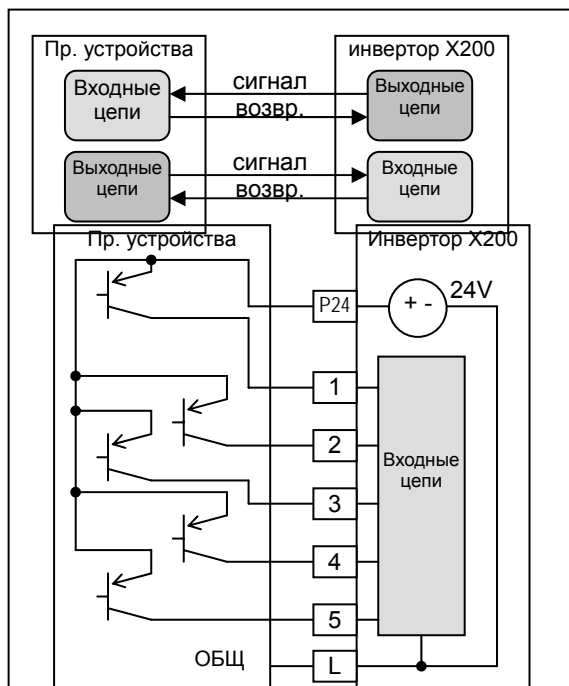 Пр. устройства
инвертор X200
Входные
цепи
сигнал
возвр.
Выходные
цепи
Выходные
цепи
сигнал
возвр.
Входные
цепи
Пр. устройства
Инвертор X200
P24
+ -
24V
1
2
3
4
5
Входные
цепи
ОБЩ
L